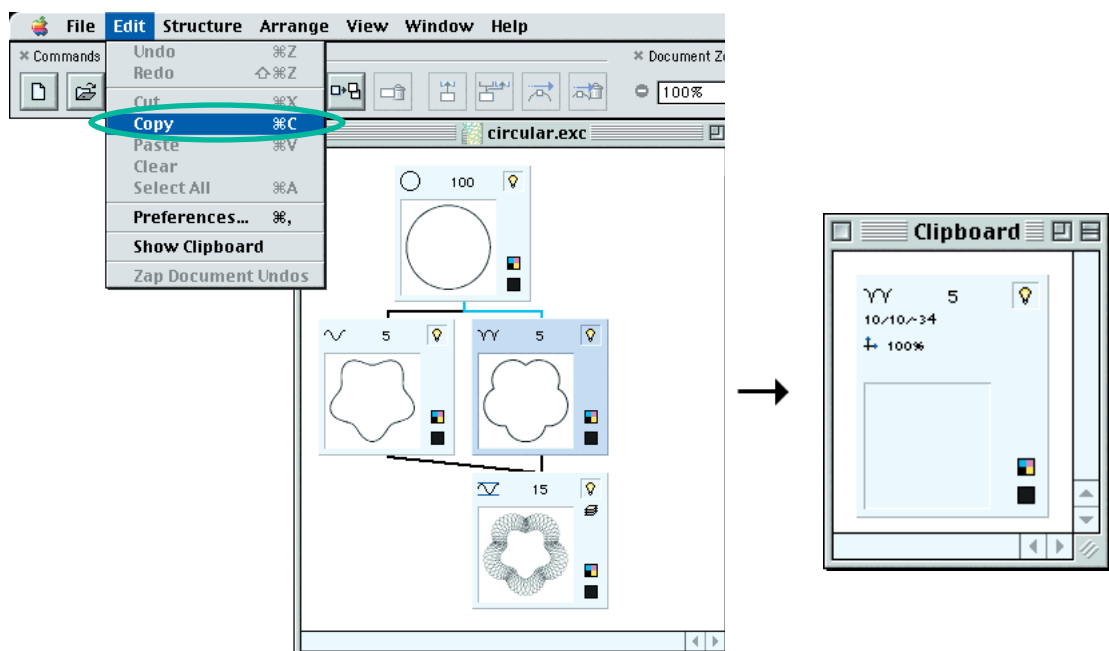 File Edit Structure Arrange View Window Help
Commands
Document Z
100%
Undo ⌘Z
Redo ⇧⌘Z
Cut ⌘X
Copy ⌘C
Paste ⌘V
Clear
Select All ⌘A
Preferences... ⌘,
Show Clipboard
Zap Document Undos
circular.exc
100
5
5
15
Clipboard
5
10/10/-34
100%